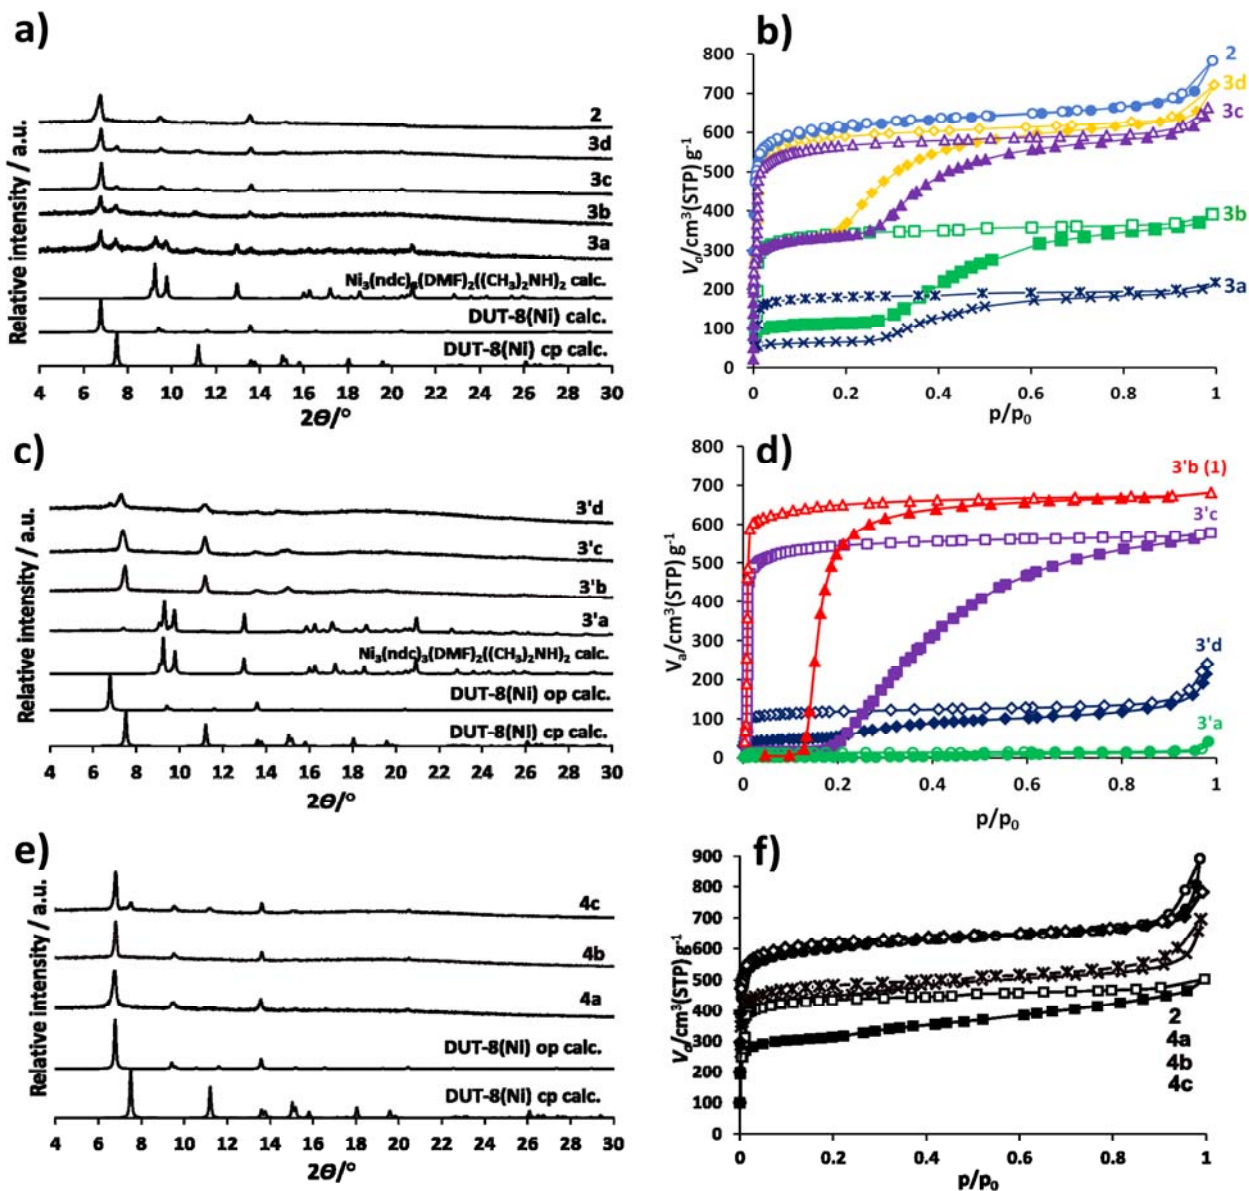 a)
Relative intensity / a.u.
2
3d
3c
3b
3a
Ni₃(ndc)₃(DMF)₂((CH₃)₂NH)₂ calc.
DUT-8(Ni) calc.
DUT-8(Ni) cp calc.
4 6 8 10 12 14 16 18 20 22 24 26 28 30
2Θ/°
b)
Vₐ/cm³(STP) g⁻¹
800
700
600
500
400
300
200
100
0
2
3d
3c
3b
3a
0 0.2 0.4 0.6 0.8 1
p/p₀
c)
Relative intensity / a.u.
3'd
3'c
3'b
3'a
Ni₃(ndc)₃(DMF)₂((CH₃)₂NH)₂ calc.
DUT-8(Ni) op calc.
DUT-8(Ni) cp calc.
4 6 8 10 12 14 16 18 20 22 24 26 28 30
2Θ/°
d)
Vₐ/cm³(STP) g⁻¹
800
700
600
500
400
300
200
100
0
3'b (1)
3'c
3'd
3'a
0 0.2 0.4 0.6 0.8 1
p/p₀
e)
Relative intensity / a.u.
4c
4b
4a
DUT-8(Ni) op calc.
DUT-8(Ni) cp calc.
4 6 8 10 12 14 16 18 20 22 24 26 28 30
2Θ/°
f)
Vₐ/cm³(STP) g⁻¹
900
800
700
600
500
400
300
200
100
0
2
4a
4b
4c
0 0.2 0.4 0.6 0.8 1
p/p₀